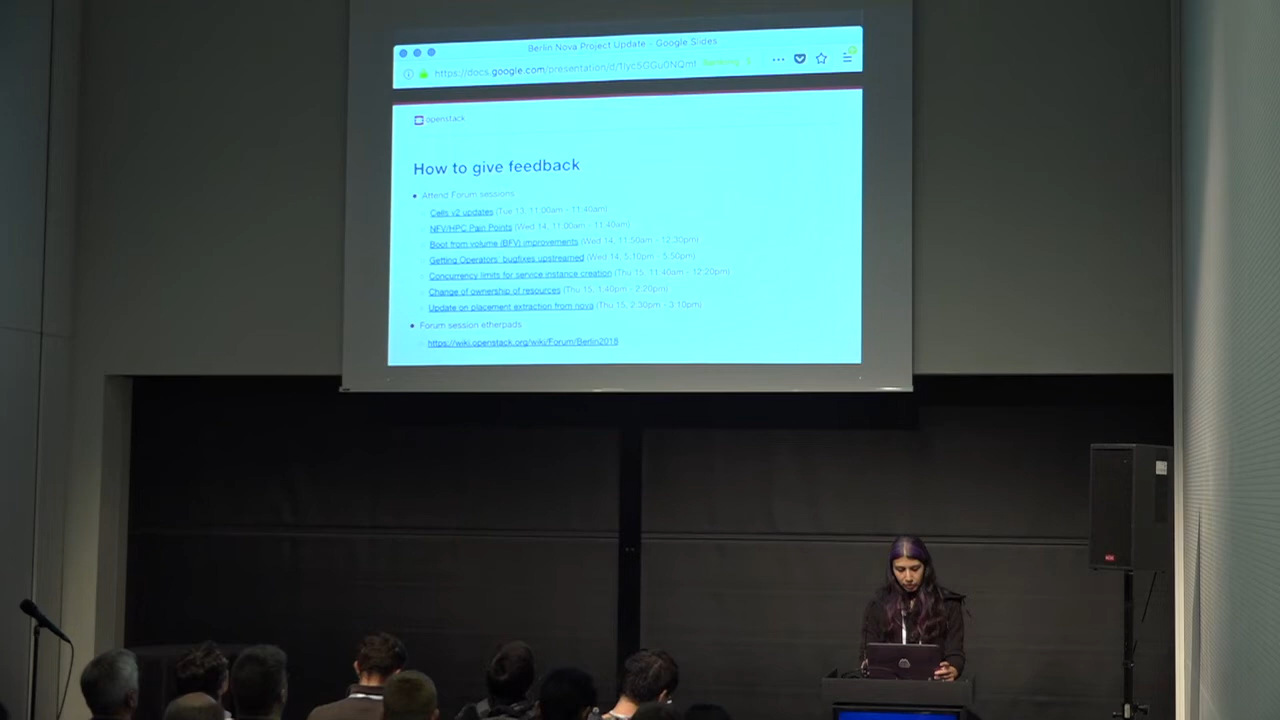 Berlin Nova Project Update - Google Slides
https://docs.google.com/presentation/d/1Iyc5GGu0NQmf
openstack
How to give feedback
Attend Forum sessions
Cells v2 updates (Tue 13, 11:00am - 11:40am)
NFV/HPC Pain Points (Wed 14, 11:00am - 11:40am)
Boot from volume (BFV) improvements (Wed 14, 11:50am - 12:30pm)
Getting Operators' bugfixes upstreamed (Wed 14, 5:10pm - 5:50pm)
Concurrency limits for service instance creation (Thu 15, 11:40am - 12:20pm)
Change of ownership of resources (Thu 15, 1:40pm - 2:20pm)
Update on placement extraction from nova (Thu 15, 2:30pm - 3:10pm)
Forum session etherpads
https://wiki.openstack.org/wiki/Forum/Berlin2018